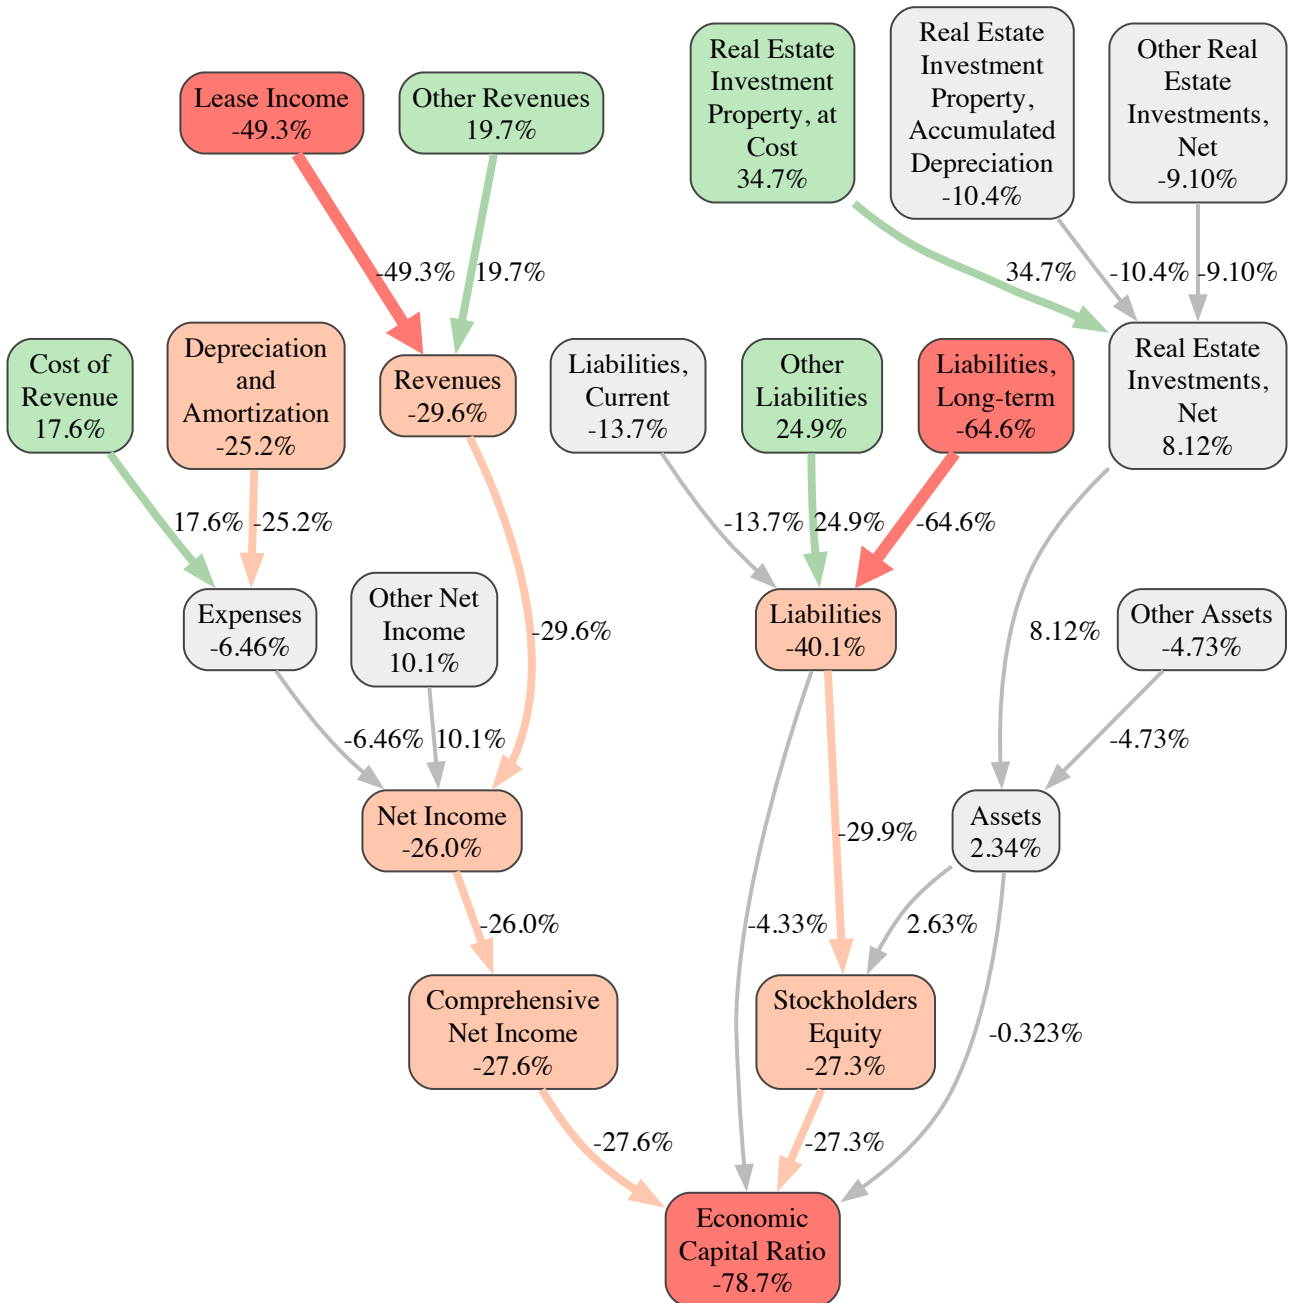 Real Estate
Investment
Property, at
Cost
34.7%
Real Estate
Investment
Property,
Accumulated
Depreciation
-10.4%
Other Real
Estate
Investments,
Net
-9.10%
Lease Income
-49.3%
Other Revenues
19.7%
-49.3%
19.7%
34.7%
-10.4%
-9.10%
Cost of
Revenue
17.6%
Depreciation
and
Amortization
-25.2%
Revenues
-29.6%
Liabilities,
Current
-13.7%
Other
Liabilities
24.9%
Liabilities,
Long-term
-64.6%
Real Estate
Investments,
Net
8.12%
17.6%
-25.2%
-13.7%
24.9%
-64.6%
Expenses
-6.46%
Other Net
Income
10.1%
-29.6%
Liabilities
-40.1%
8.12%
Other Assets
-4.73%
-6.46%
10.1%
-4.73%
Net Income
-26.0%
-29.9%
Assets
2.34%
-26.0%
-4.33%
2.63%
Comprehensive
Net Income
-27.6%
Stockholders
Equity
-27.3%
-0.323%
-27.6%
-27.3%
Economic
Capital Ratio
-78.7%